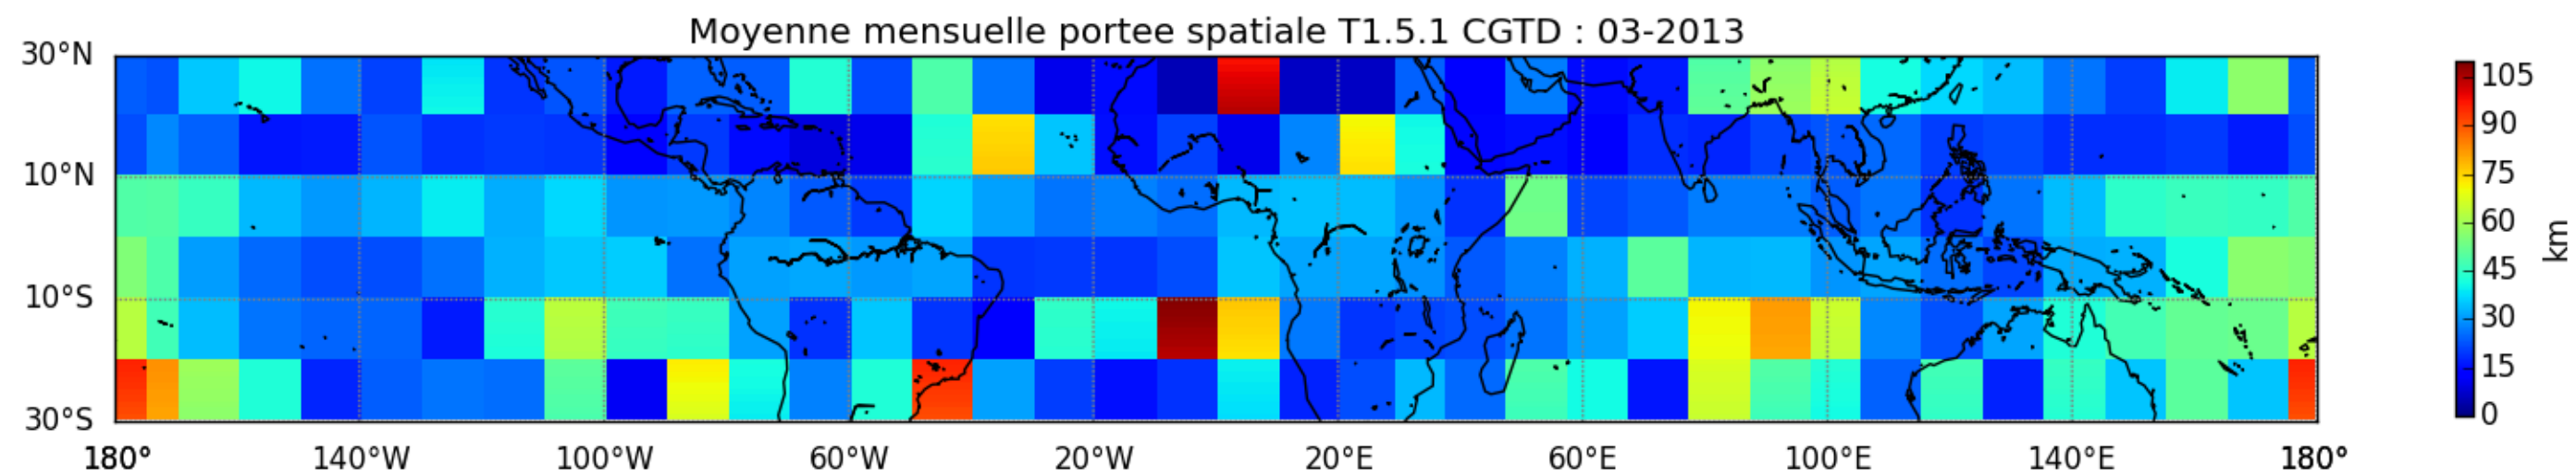 Moyenne mensuelle portee spatiale T1.5.1 CGTD : 03-2013
30°N
10°N
10°S
30°S
180° 140°W 100°W 60°W 20°W 20°E 60°E 100°E 140°E 180°
105
90
75
60
45
30
15
0
km